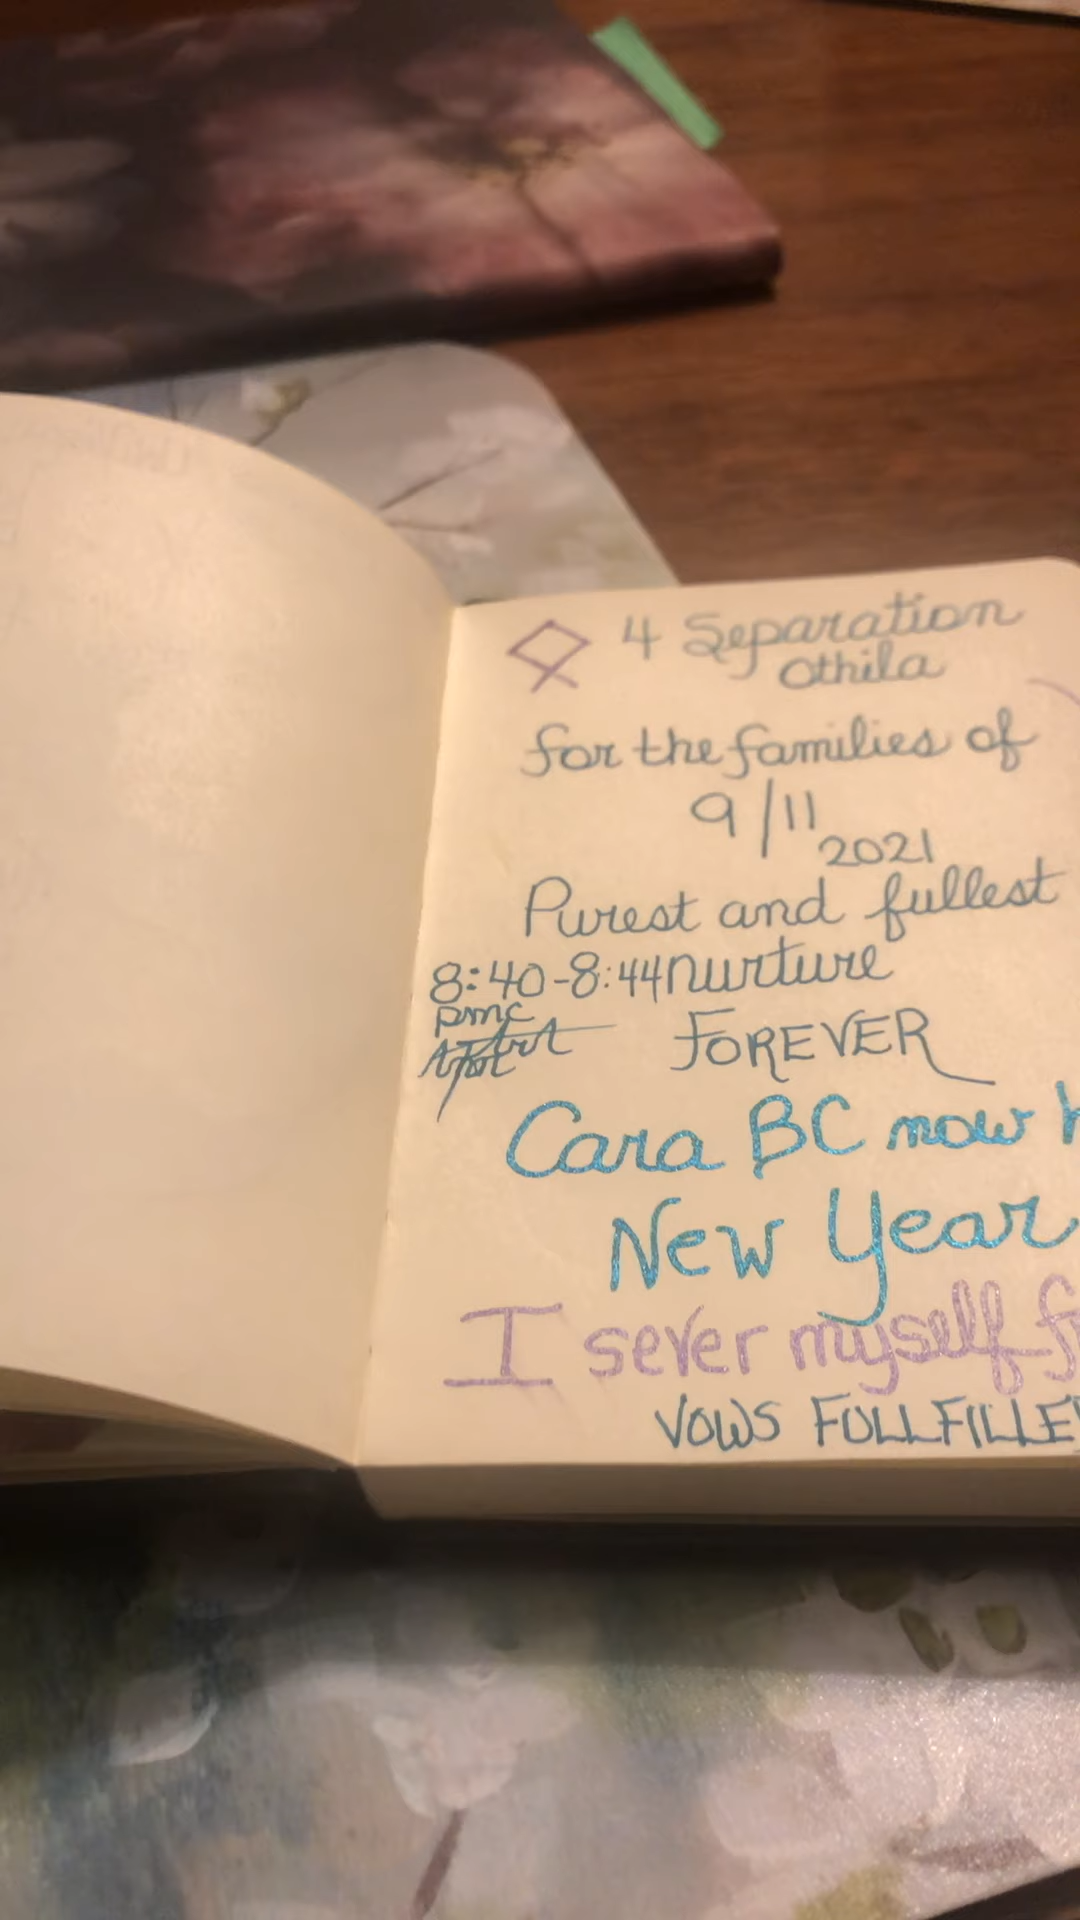 4 Separation
Othila
for the families of
9/11
2021
Purest and fullest
8:40-8:44 nurture
pmc
FOREVER
Cara BC now
New Year
I sever myself
VOWS FULLFILLE